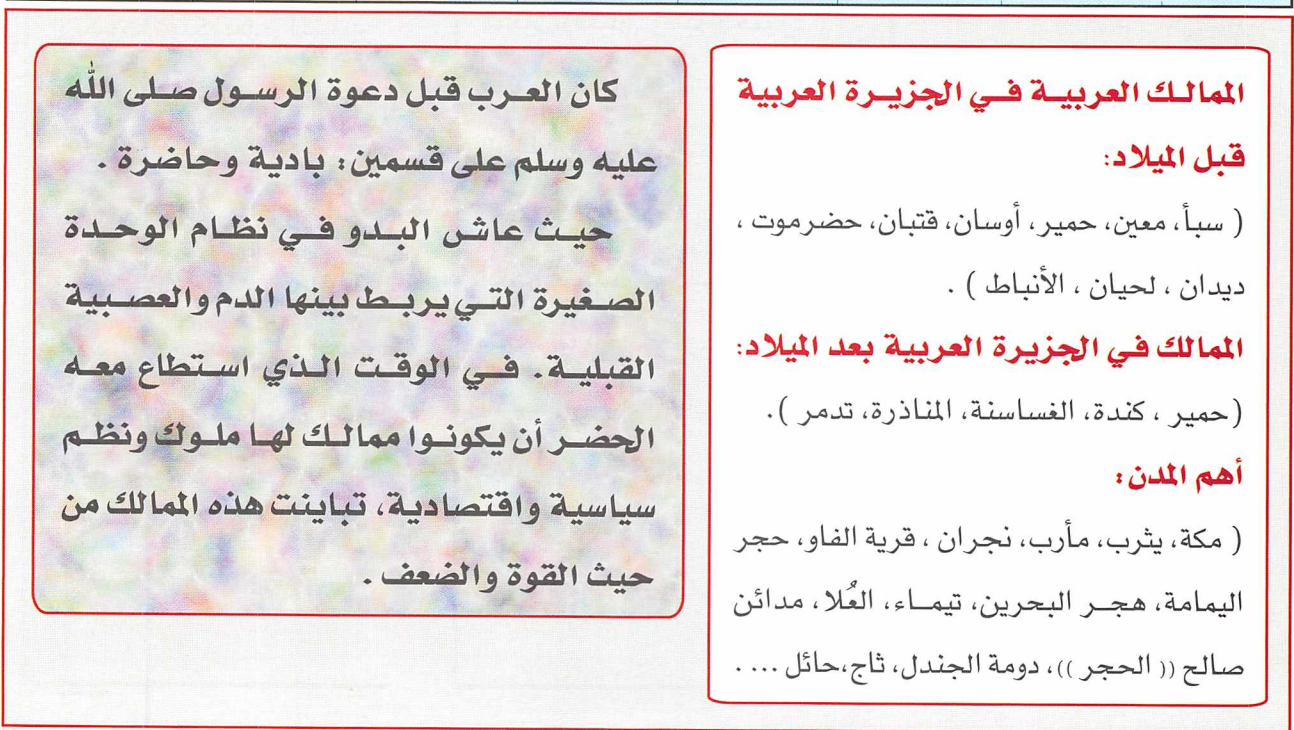 الممالك العربية في الجزيرة العربية
قبل الميلاد:
( سبأ، معين، حمير، أوسان، قتبان، حضرموت ،
ديدان ، لحيان ، الأنباط ) .
الممالك في الجزيرة العربية بعد الميلاد:
(حمير ، كندة، الغساسنة، المناذرة، تدمر ).
أهم المدن :
( مكة، يثرب، مأرب، نجران ، قرية الفاو، حجر
اليمامة، هجر البحرين، تيماء، العُلا، مدائن
صالح (( الحجر ))، دومة الجندل، ثاج،حائل ... .
كان العرب قبل دعوة الرسول صلى الله
عليه وسلم على قسمين: بادية وحاضرة .
حيث عاش البدو في نظام الوحدة
الصغيرة التي يربط بينها الدم والعصبية
القبلية. في الوقت الذي استطاع معه
الحضر أن يكونوا ممالك لها ملوك ونظم
سياسية واقتصادية، تباينت هذه الممالك من
حيث القوة والضعف .